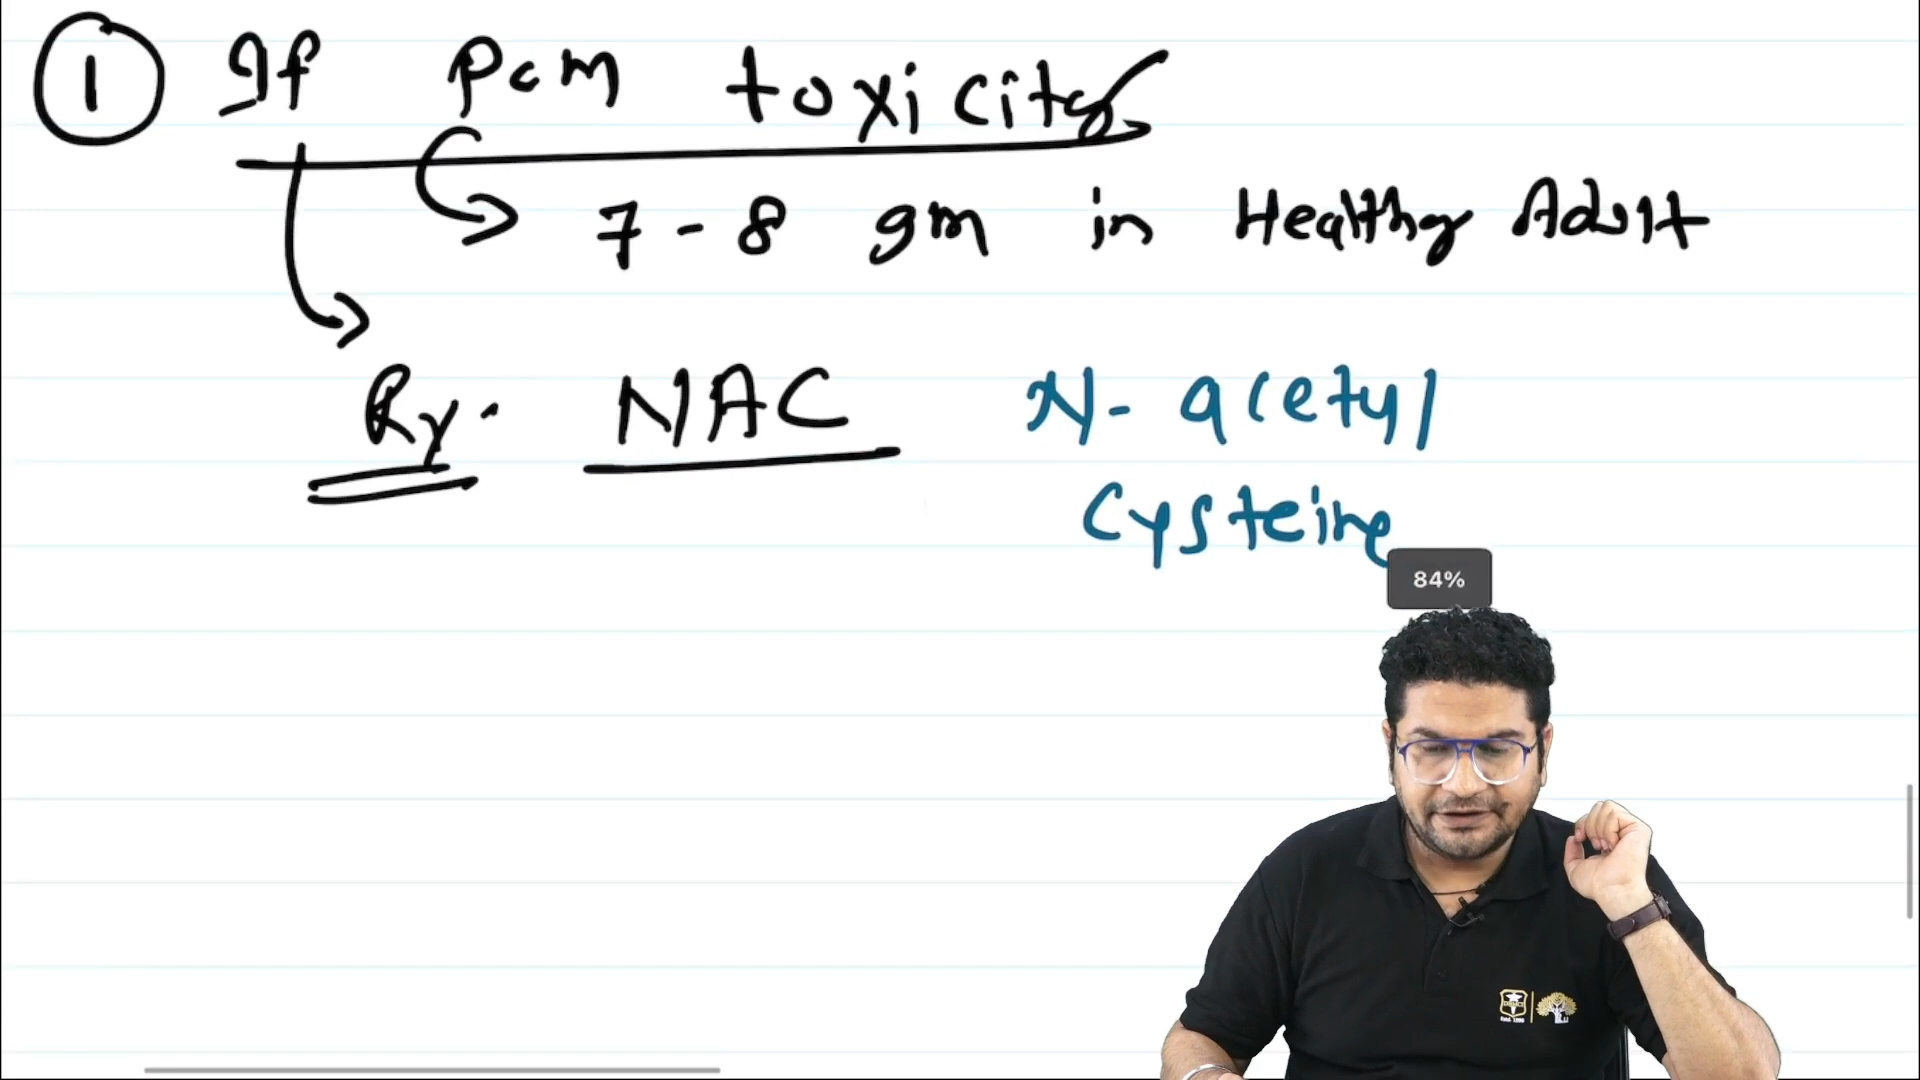 1 If Pcm toxicity
7-8 gm in Healthy Adult
Rx. NAC N-acetyl
Cysteine
84%